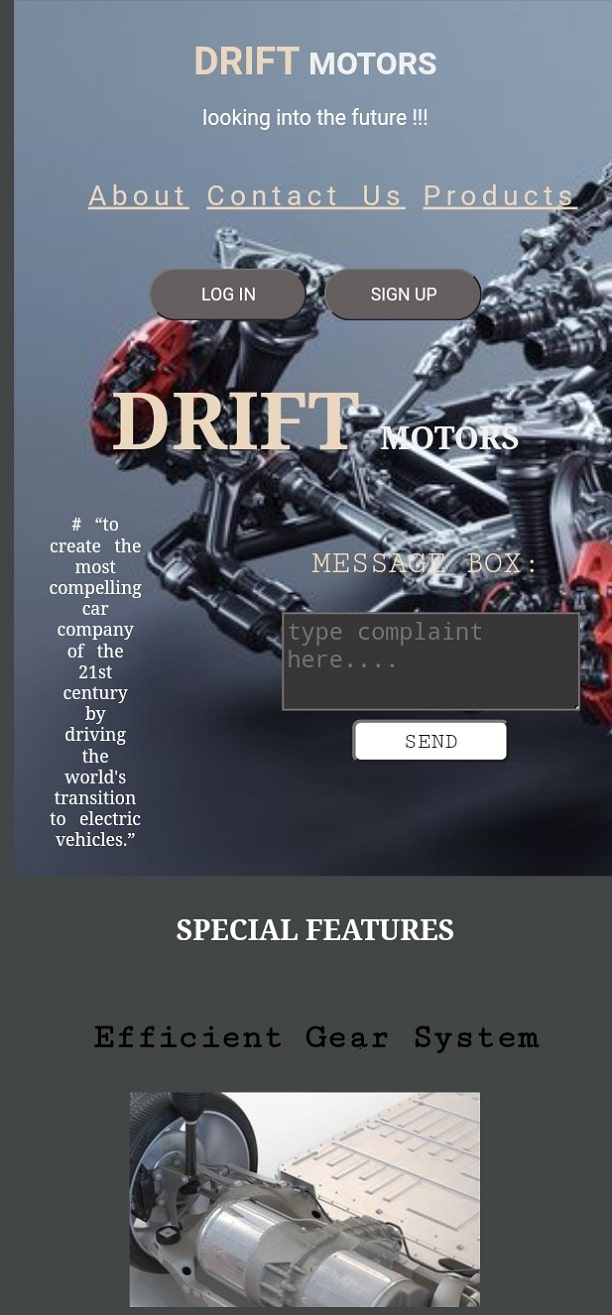 DRIFT MOTORS
looking into the future !!!
About Contact Us Products
LOG IN SIGN UP
DRIFT MOTORS
# “to
create the
most
compelling
car
company
of the
21st
century
by
driving
the
world's
transition
to electric
vehicles.”
MESSAGE BOX:
type complaint
here....
SEND
SPECIAL FEATURES
Efficient Gear System